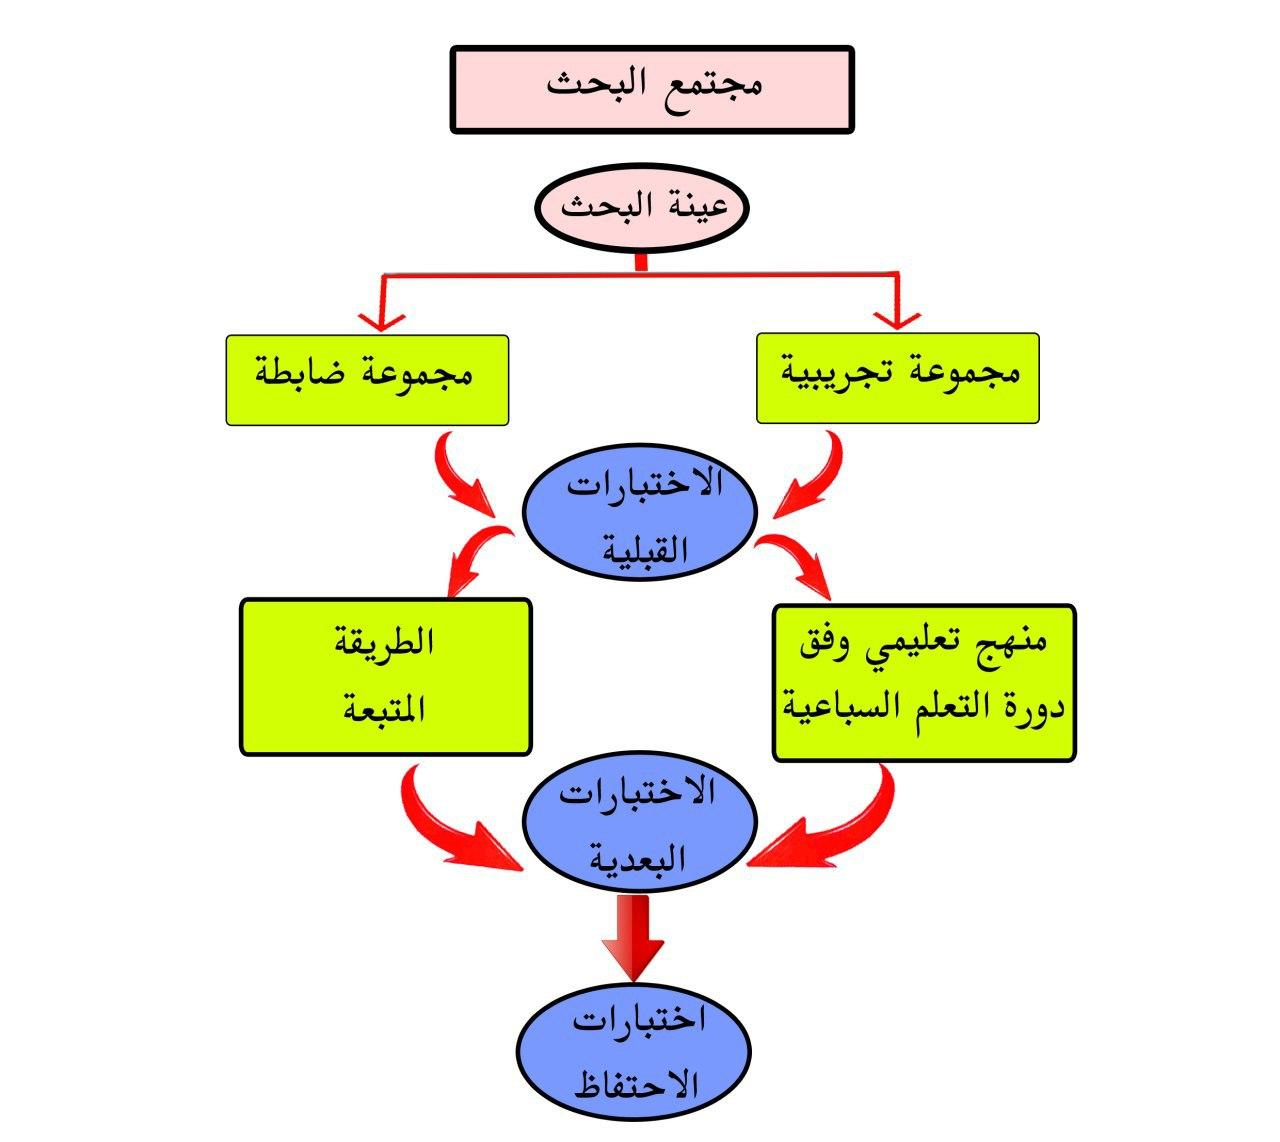 مجتمع البحث
عينة البحث
مجموعة تجريبية
مجموعة ضابطة
الاختبارات
القبلية
منهج تعليمي وفق
دورة التعلم السباعية
الطريقة
المتبعة
الاختبارات
البعدية
اختبارات
الاحتفاظ